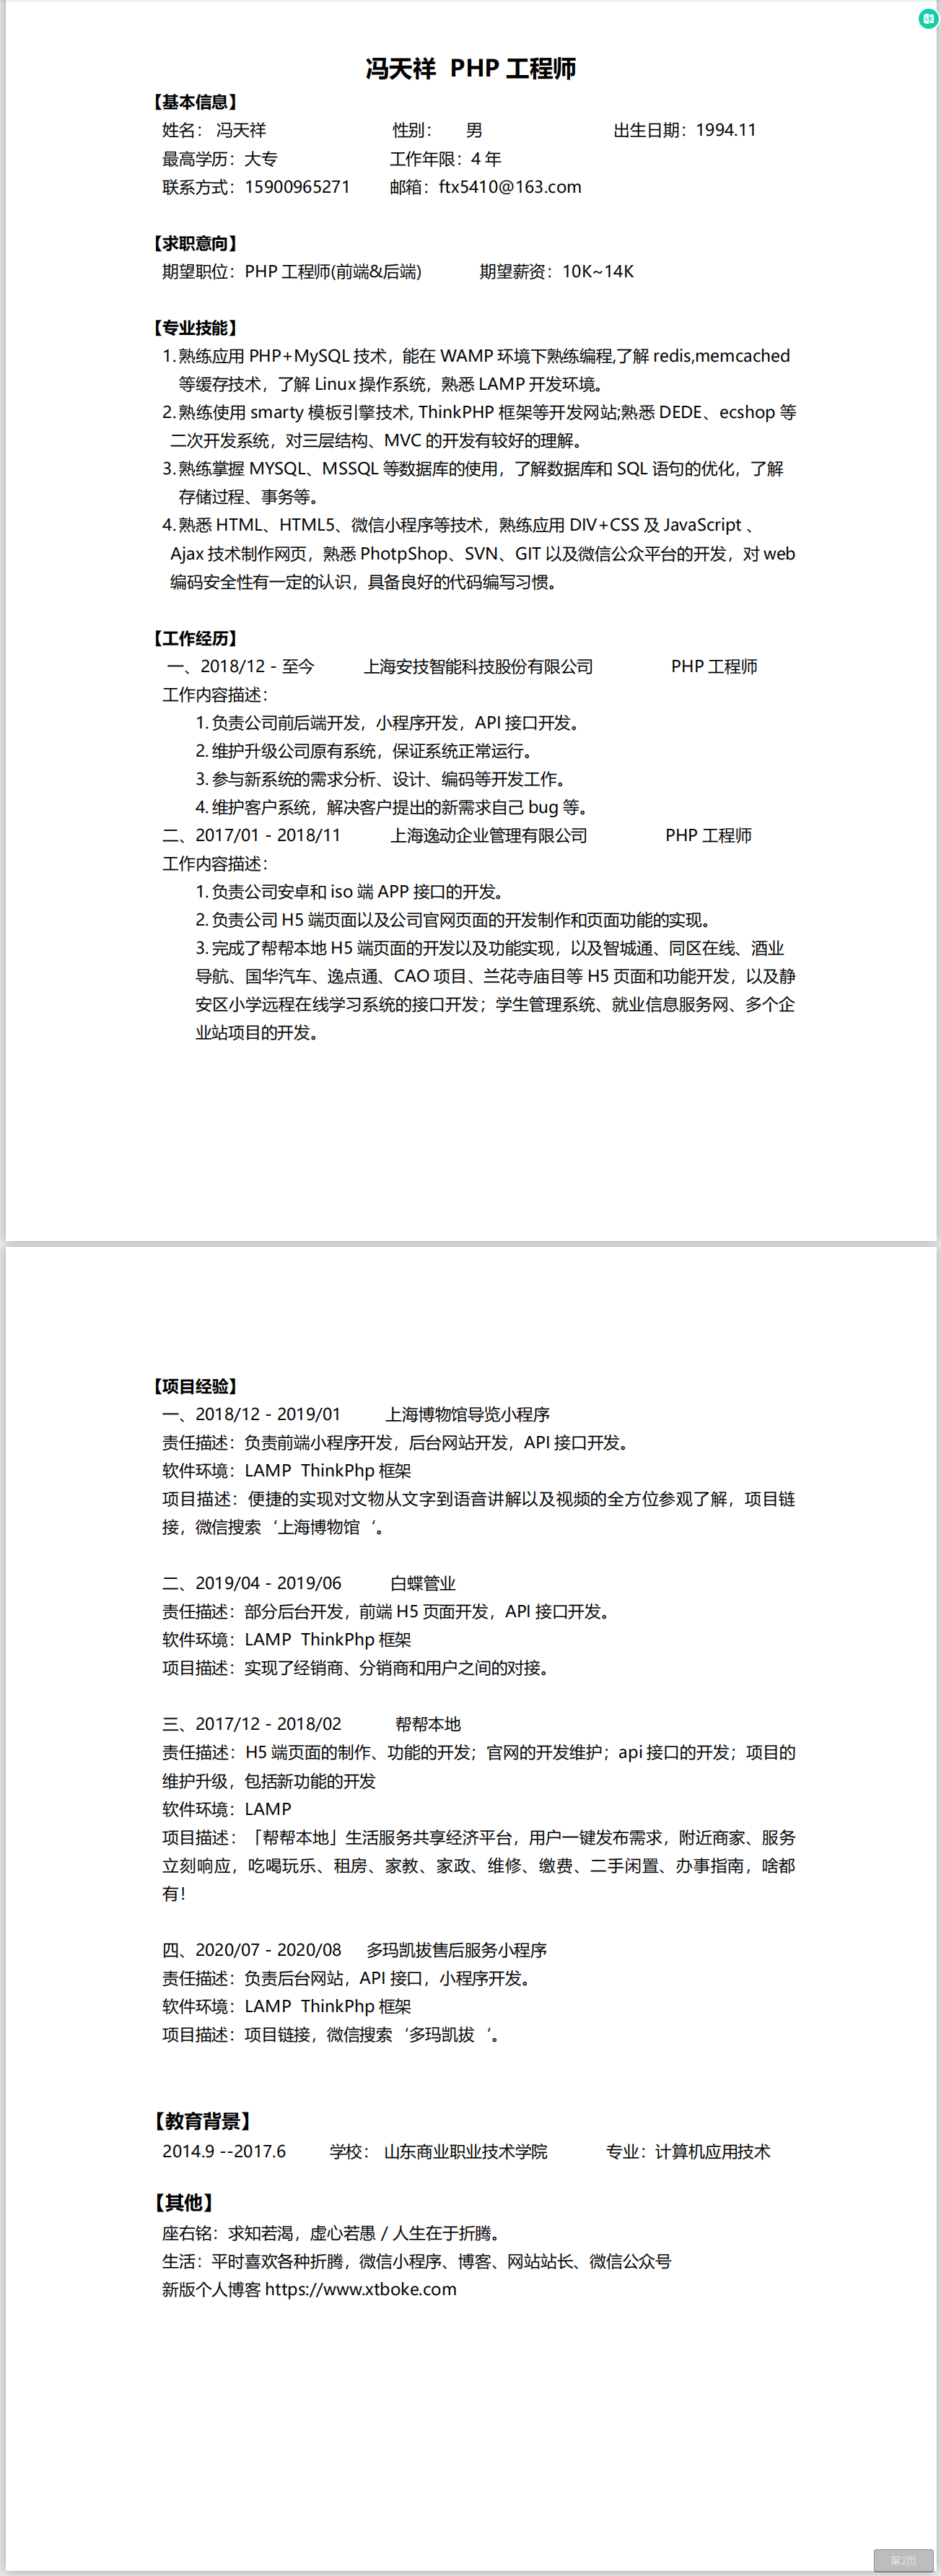 冯天祥 PHP 工程师
【基本信息】
姓名： 冯天祥 性别： 男 出生日期：1994.11
最高学历：大专 工作年限：4 年
联系方式：15900965271 邮箱：ftx5410@163.com
【求职意向】
期望职位：PHP 工程师(前端&后端) 期望薪资：10K~14K
【专业技能】
1. 熟练应用 PHP+MySQL 技术，能在 WAMP 环境下熟练编程,了解 redis,memcached
等缓存技术，了解 Linux 操作系统，熟悉 LAMP 开发环境。
2. 熟练使用 smarty 模板引擎技术, ThinkPHP 框架等开发网站;熟悉 DEDE、ecshop 等
二次开发系统，对三层结构、MVC 的开发有较好的理解。
3. 熟练掌握 MYSQL、MSSQL 等数据库的使用，了解数据库和 SQL 语句的优化，了解
存储过程、事务等。
4. 熟悉 HTML、HTML5、微信小程序等技术，熟练应用 DIV+CSS 及 JavaScript 、
Ajax 技术制作网页，熟悉 PhotpShop、SVN、GIT 以及微信公众平台的开发，对 web
编码安全性有一定的认识，具备良好的代码编写习惯。
【工作经历】
一、2018/12 - 至今 上海安技智能科技股份有限公司 PHP 工程师
工作内容描述：
1. 负责公司前后端开发，小程序开发，API 接口开发。
2. 维护升级公司原有系统，保证系统正常运行。
3. 参与新系统的需求分析、设计、编码等开发工作。
4. 维护客户系统，解决客户提出的新需求自己 bug 等。
二、2017/01 - 2018/11 上海逸动企业管理有限公司 PHP 工程师
工作内容描述：
1. 负责公司安卓和 iso 端 APP 接口的开发。
2. 负责公司 H5 端页面以及公司官网页面的开发制作和页面功能的实现。
3. 完成了帮帮本地 H5 端页面的开发以及功能实现，以及智城通、同区在线、酒业
导航、国华汽车、逸点通、CAO 项目、兰花寺庙目等 H5 页面和功能开发，以及静
安区小学远程在线学习系统的接口开发；学生管理系统、就业信息服务网、多个企
业站项目的开发。
【项目经验】
一、2018/12 - 2019/01 上海博物馆导览小程序
责任描述：负责前端小程序开发，后台网站开发，API 接口开发。
软件环境：LAMP ThinkPhp 框架
项目描述：便捷的实现对文物从文字到语音讲解以及视频的全方位参观了解，项目链
接，微信搜索‘上海博物馆‘。
二、2019/04 - 2019/06 白蝶管业
责任描述：部分后台开发，前端 H5 页面开发，API 接口开发。
软件环境：LAMP ThinkPhp 框架
项目描述：实现了经销商、分销商和用户之间的对接。
三、2017/12 - 2018/02 帮帮本地
责任描述：H5 端页面的制作、功能的开发；官网的开发维护；api 接口的开发；项目的
维护升级，包括新功能的开发
软件环境：LAMP
项目描述：「帮帮本地」生活服务共享经济平台，用户一键发布需求，附近商家、服务
立刻响应，吃喝玩乐、租房、家教、家政、维修、缴费、二手闲置、办事指南，啥都
有！
四、2020/07 - 2020/08 多玛凯拔售后服务小程序
责任描述：负责后台网站，API 接口，小程序开发。
软件环境：LAMP ThinkPhp 框架
项目描述：项目链接，微信搜索‘多玛凯拔‘。
【教育背景】
2014.9 --2017.6 学校： 山东商业职业技术学院 专业：计算机应用技术
【其他】
座右铭：求知若渴，虚心若愚 / 人生在于折腾。
生活：平时喜欢各种折腾，微信小程序、博客、网站站长、微信公众号
新版个人博客 https://www.xtboke.com
第2页